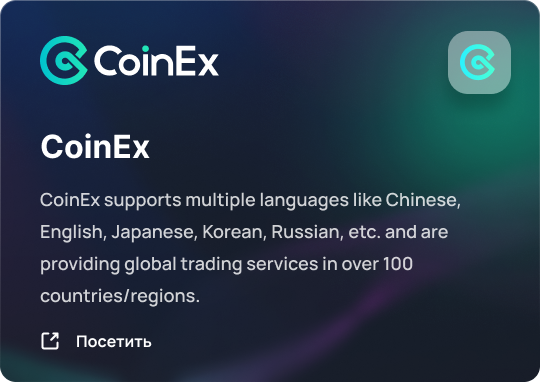 CoinEx
CoinEx
CoinEx supports multiple languages like Chinese,
English, Japanese, Korean, Russian, etc. and are
providing global trading services in over 100
countries/regions.
Посетить